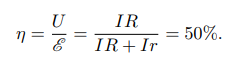 η = U/ℰ = IR/(IR + Ir) = 50%.